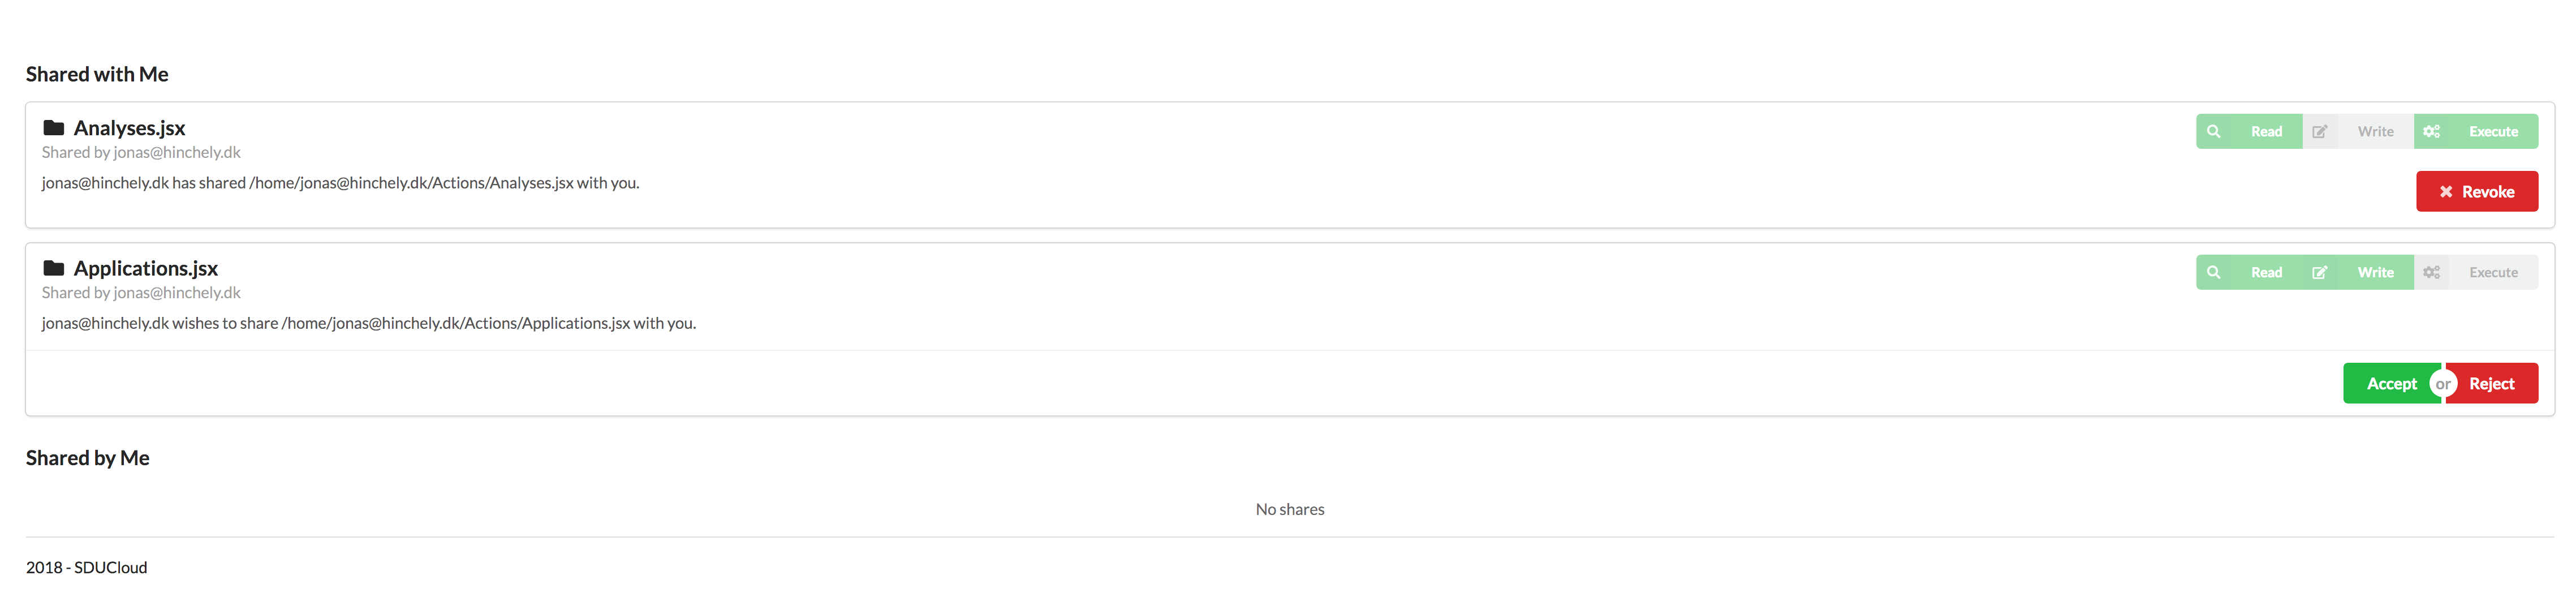 Shared with Me
Analyses.jsx
Read Write Execute
Shared by jonas@hinchely.dk
jonas@hinchely.dk has shared /home/jonas@hinchely.dk/Actions/Analyses.jsx with you.
Revoke
Applications.jsx
Read Write Execute
Shared by jonas@hinchely.dk
jonas@hinchely.dk wishes to share /home/jonas@hinchely.dk/Actions/Applications.jsx with you.
Accept or Reject
Shared by Me
No shares
2018 - SDUCloud